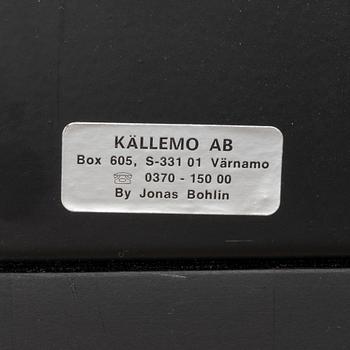 KÄLLEMO AB
Box 605, S-331 01 Värnamo
☏ 0370 - 150 00
By Jonas Bohlin